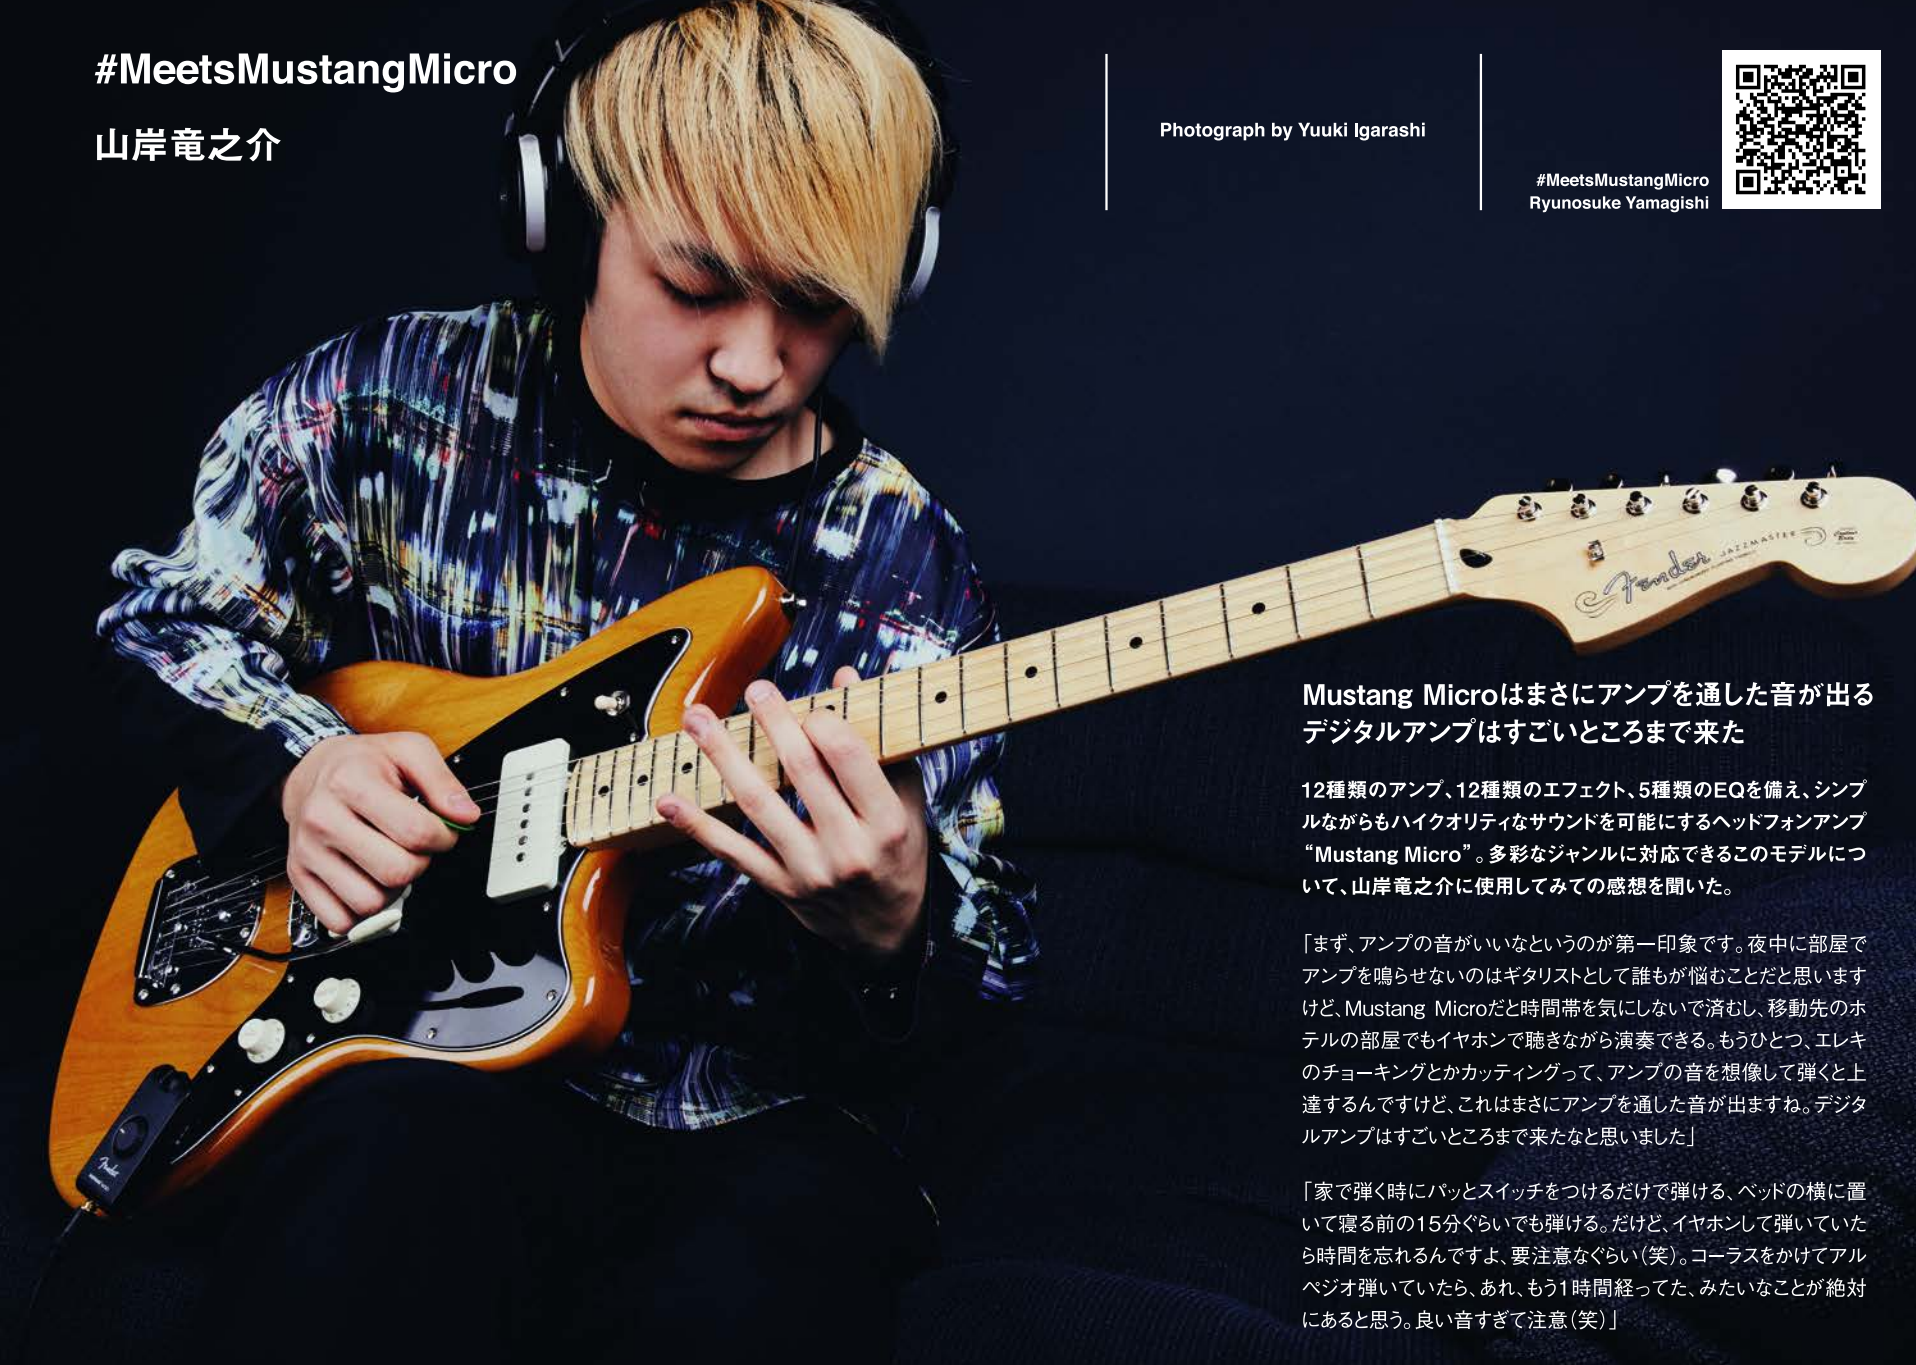 #MeetsMustangMicro
山岸竜之介
Photograph by Yuuki Igarashi
#MeetsMustangMicro
Ryunosuke Yamagishi
Fender JAZZMASTER
Mustang Microはまさにアンプを通した音が出る
デジタルアンプはすごいところまで来た
12種類のアンプ、12種類のエフェクト、5種類のEQを備え、シンプ
ルながらもハイクオリティなサウンドを可能にするヘッドフォンアンプ
“Mustang Micro”。多彩なジャンルに対応できるこのモデルにつ
いて、山岸竜之介に使用してみての感想を聞いた。
「まず、アンプの音がいいなというのが第一印象です。夜中に部屋で
アンプを鳴らせないのはギタリストとして誰もが悩むことだと思います
けど、Mustang Microだと時間帯を気にしないで済むし、移動先のホ
テルの部屋でもイヤホンで聴きながら演奏できる。もうひとつ、エレキ
のチョーキングとかカッティングって、アンプの音を想像して弾くと上
達するんですけど、これはまさにアンプを通した音が出ますね。デジタ
ルアンプはすごいところまで来たなと思いました」
「家で弾く時にパッとスイッチをつけるだけで弾ける、ベッドの横に置
いて寝る前の15分ぐらいでも弾ける。だけど、イヤホンして弾いていた
ら時間を忘れるんですよ、要注意なぐらい（笑）。コーラスをかけてアル
ペジオ弾いていたら、あれ、もう1時間経ってた、みたいなことが絶対
にあると思う。良い音すぎて注意（笑）」
Fender